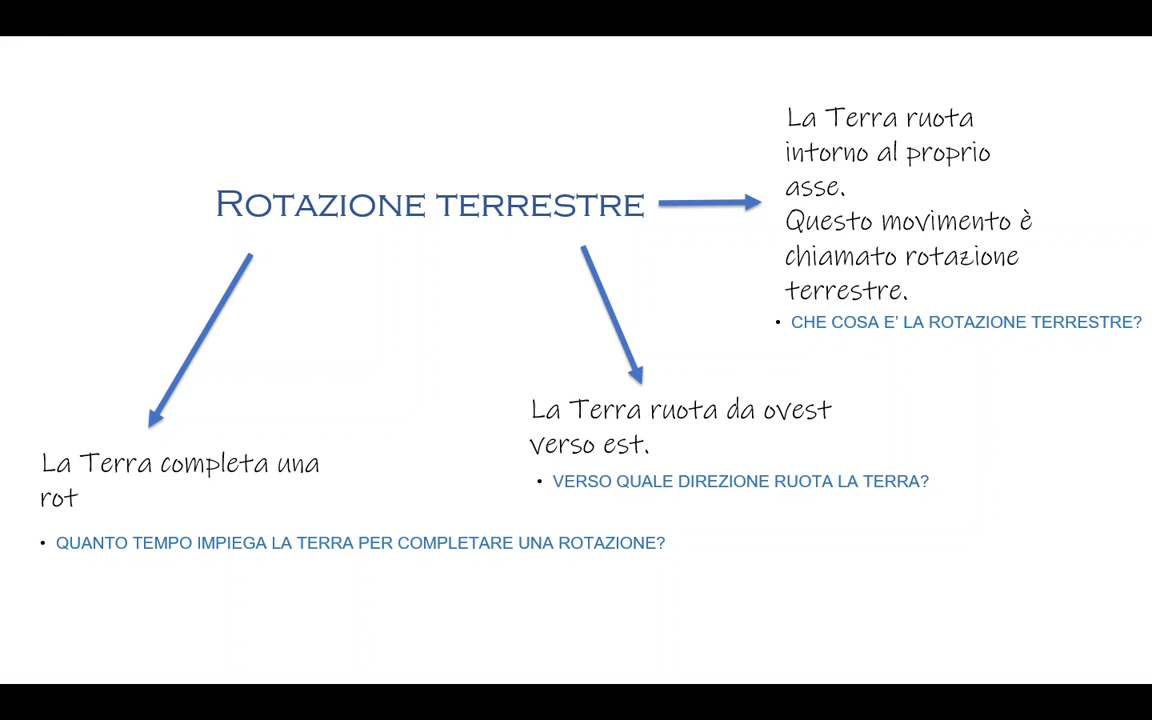 ROTAZIONE TERRESTRE
La Terra ruota
intorno al proprio
asse.
Questo movimento è
chiamato rotazione
terrestre.
• CHE COSA E' LA ROTAZIONE TERRESTRE?
La Terra ruota da ovest
verso est.
• VERSO QUALE DIREZIONE RUOTA LA TERRA?
La Terra completa una
rot
• QUANTO TEMPO IMPIEGA LA TERRA PER COMPLETARE UNA ROTAZIONE?